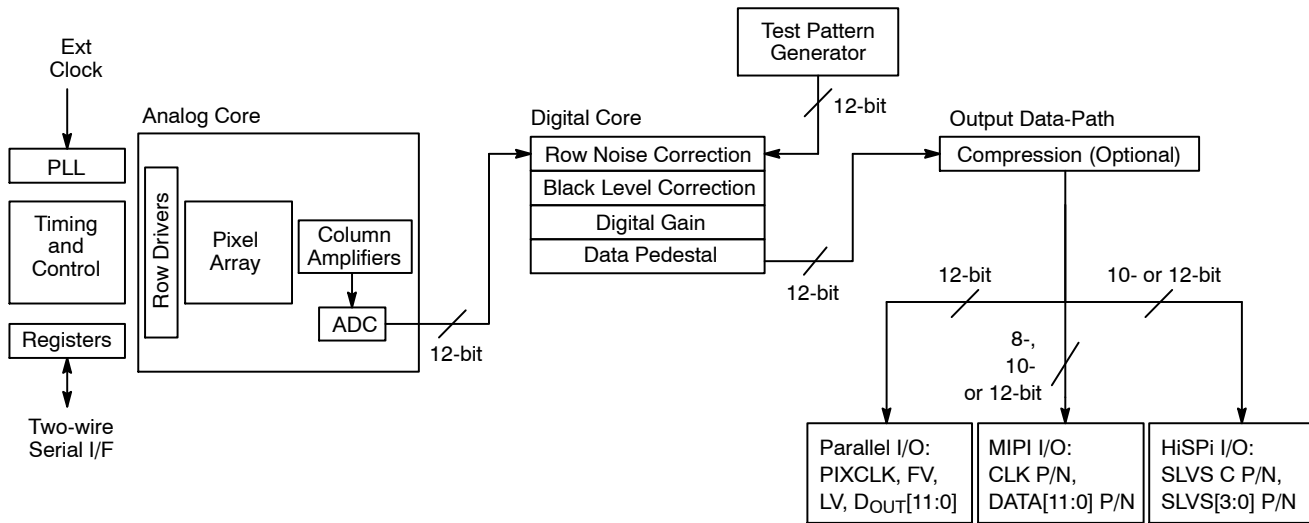 Ext
Clock
PLL
Timing
and
Control
Registers
Two-wire
Serial I/F
Analog Core
Row Drivers
Pixel
Array
Column
Amplifiers
ADC
12-bit
Test Pattern
Generator
12-bit
Digital Core
Row Noise Correction
Black Level Correction
Digital Gain
Data Pedestal
12-bit
Output Data-Path
Compression (Optional)
12-bit
10- or 12-bit
8-,
10-
or 12-bit
Parallel I/O:
PIXCLK, FV,
LV, DOUT[11:0]
MIPI I/O:
CLK P/N,
DATA[11:0] P/N
HiSPi I/O:
SLVS C P/N,
SLVS[3:0] P/N